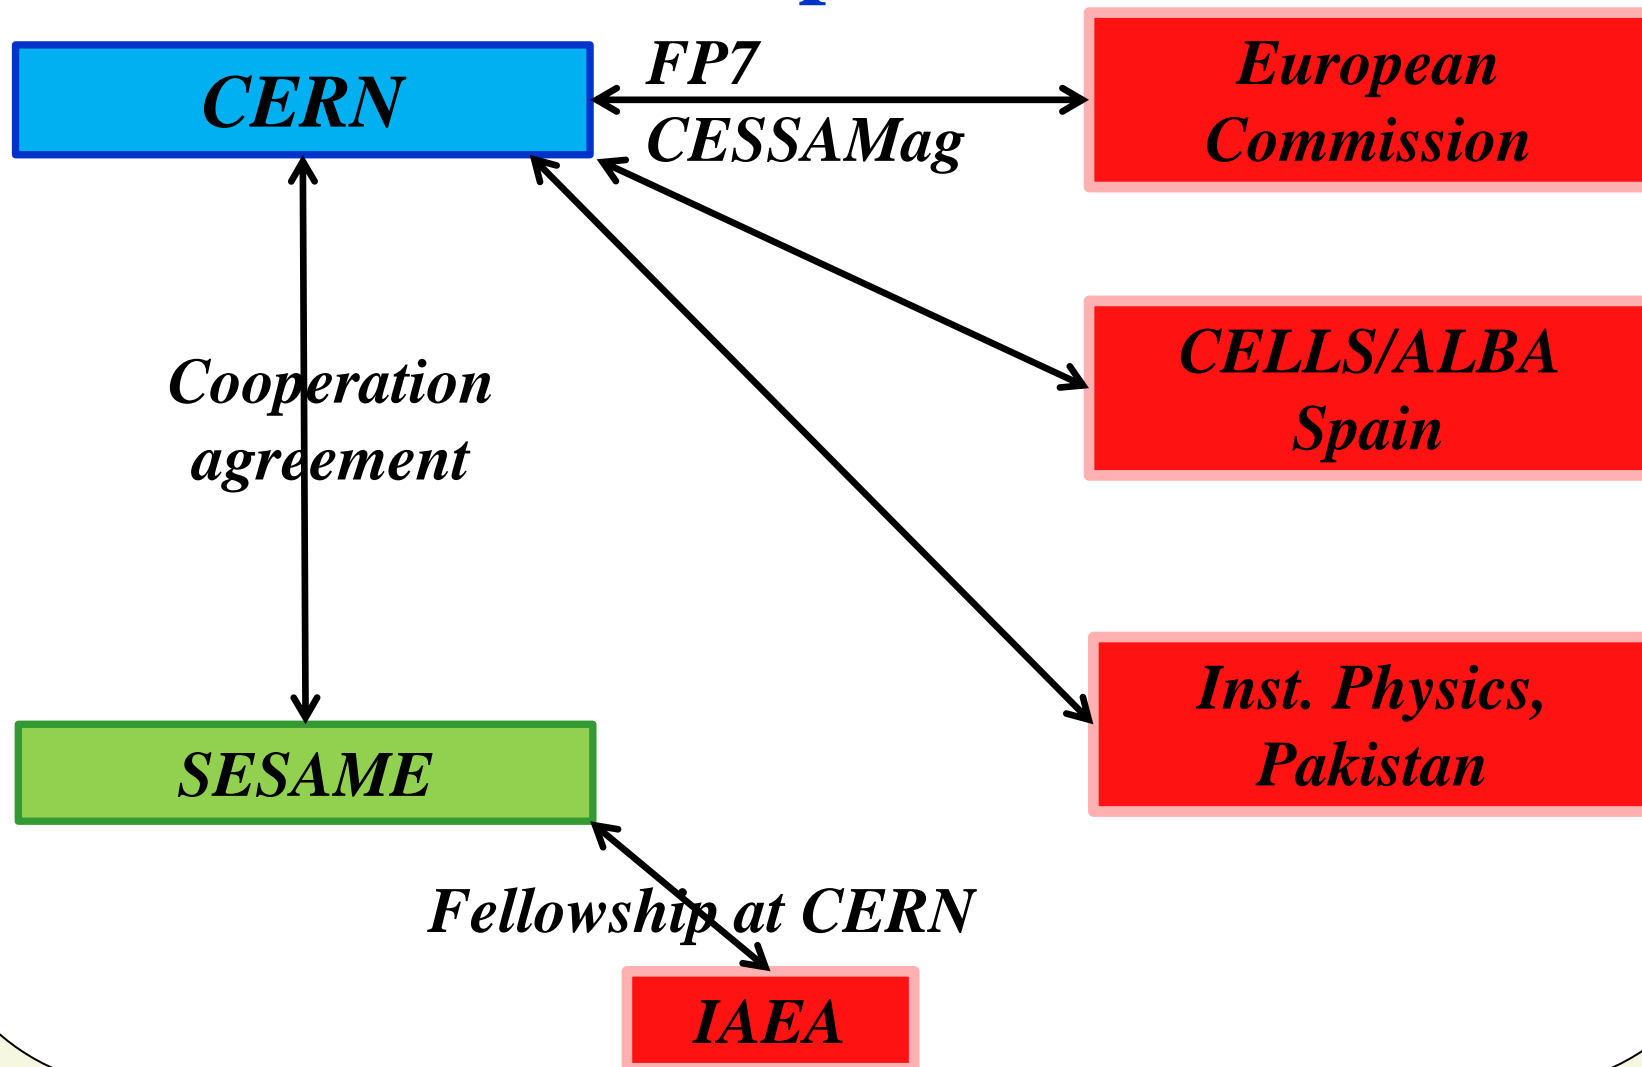 CERN
FP7
CESSAMag
European
Commission
CELLS/ALBA
Spain
Cooperation
agreement
Inst. Physics,
Pakistan
SESAME
Fellowship at CERN
IAEA